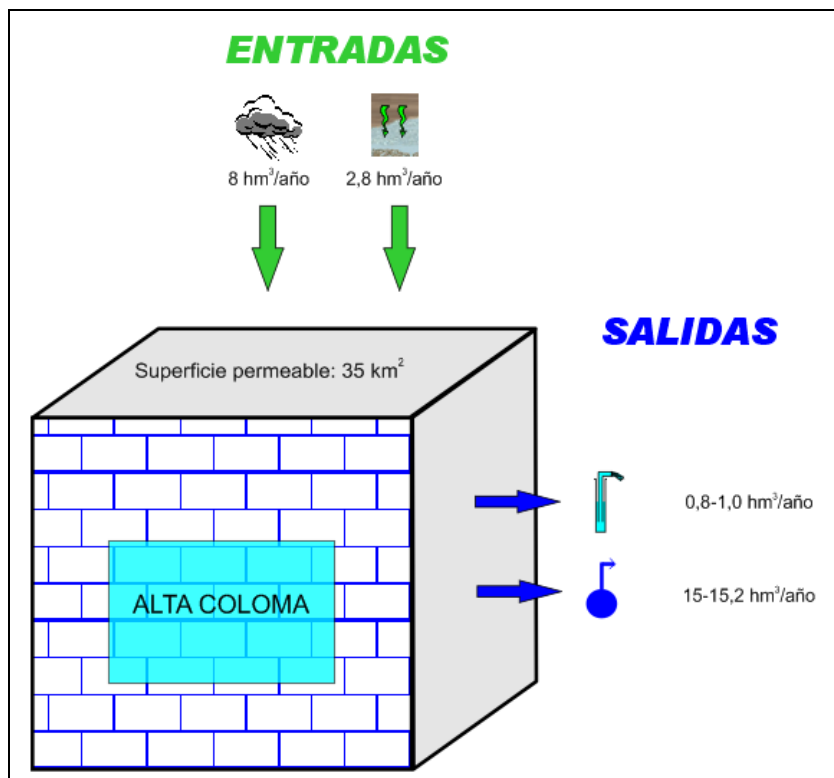 ENTRADAS
8 hm³/año 2,8 hm³/año
SALIDAS
Superficie permeable: 35 km²
0,8-1,0 hm³/año
15-15,2 hm³/año
ALTA COLOMA